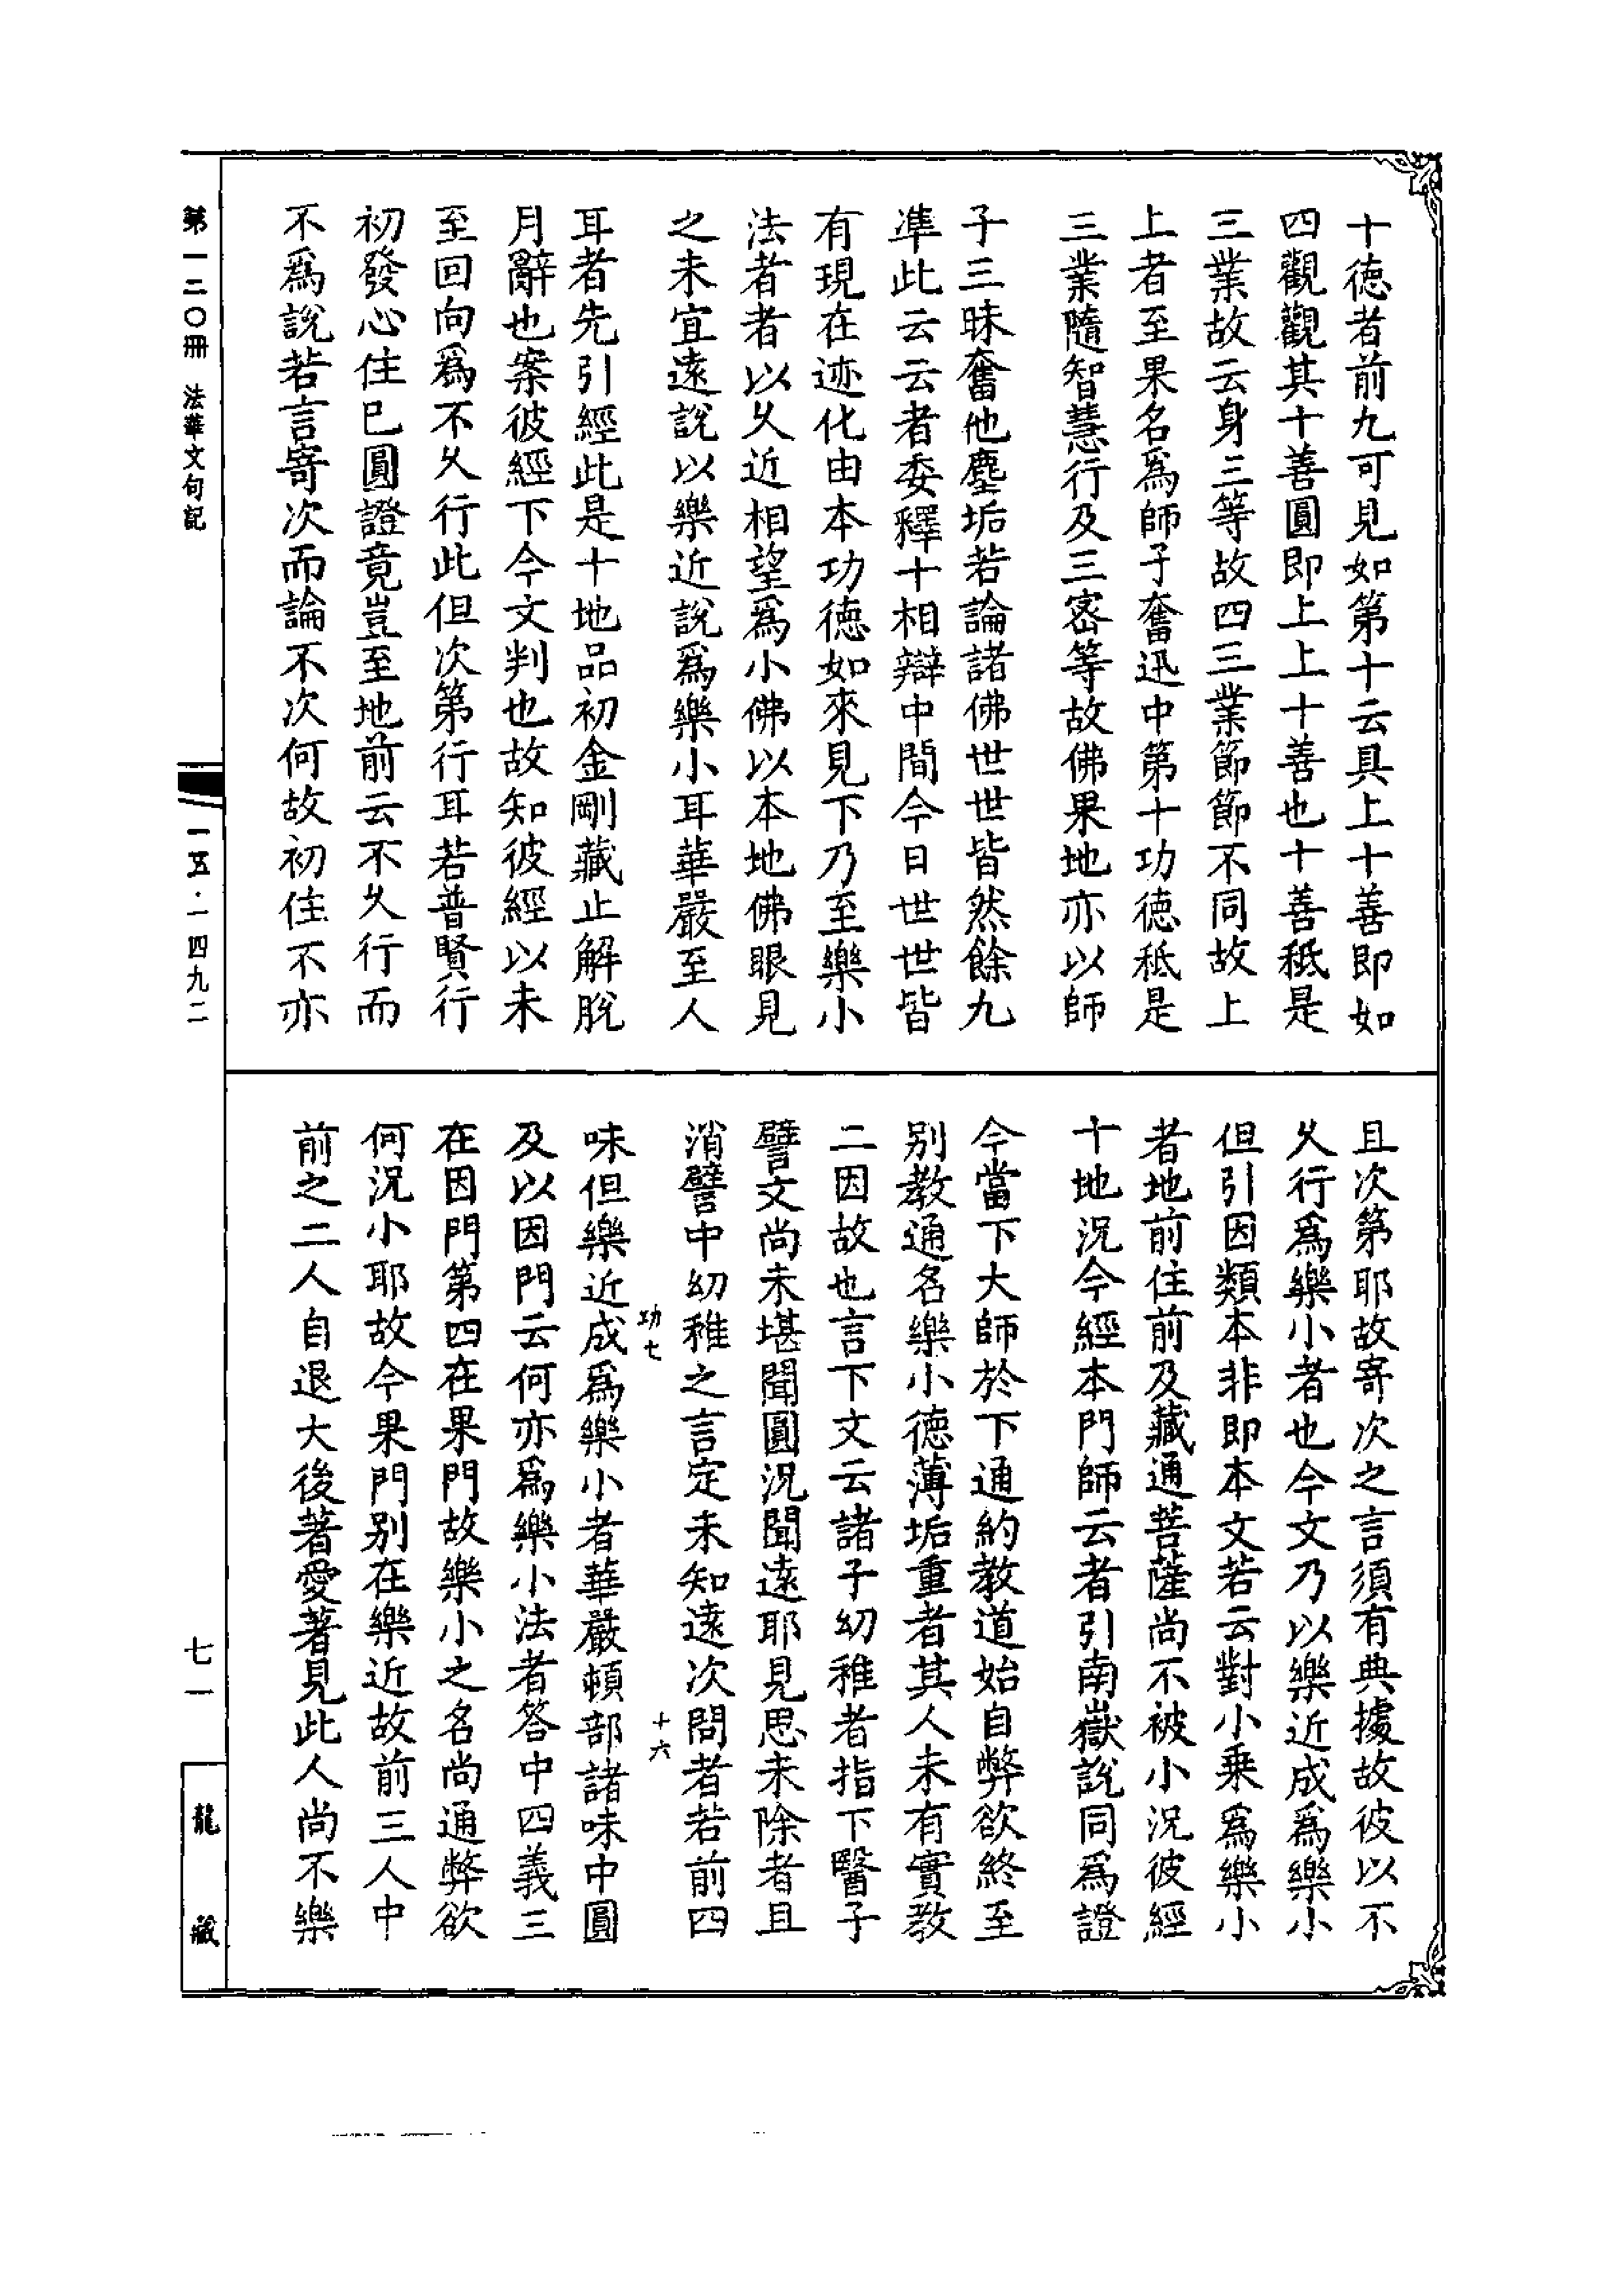 十德者前九可見如第十云具上十善即如
四觀觀其十善圓即上上十善也十善秪是
三業故云身三等故四三業節節不同故上
上者至果名爲師子奮迅中第十功德秪是
三業隨智慧行及三密等故佛果地亦以師
子三昧奮他塵垢若論諸佛世世皆然餘九
準此云云者委釋十相辯中間今日世世皆
有現在迹化由本功德如來見下乃至樂小
法者者以久近相望爲小佛以本地佛眼見
之未宜遠說以樂近說爲樂小耳華嚴至人
耳者先引經此是十地品初金剛藏止解脫
月辭也案彼經下今文判也故知彼經以未
至回向爲不久行此但次第行耳若普賢行
初發心住已圓證竟豈至地前云不久行而
不爲說若言寄次而論不次何故初住不亦
且次第耶故寄次之言須有典據故彼以不
久行爲樂小者也今文乃以樂近成爲樂小
但引因類本非即本文若云對小乘爲樂小
者地前住前及藏通菩薩尚不被小況彼經
十地況今經本門師云者引南嶽說同爲證
今當下大師於下通約教道始自弊欲終至
別教通名樂小德薄垢重者其人未有實教
二因故也言下文云諸子幼稚者指下醫子
譬文尚未堪聞圓況聞遠耶見思未除者且
消譬中幼稚之言定未知遠次問者若前四
功七
十六
味但樂近成爲樂小者華嚴頓部諸味中圓
及以因門云何亦爲樂小法者答中四義三
在因門第四在果門故樂小之名尚通弊欲
何況小耶故今果門別在樂近故前三人中
前之二人自退大後著愛著見此人尚不樂
第一二〇冊 法華文句記
一五·一四九二
七一
龍藏